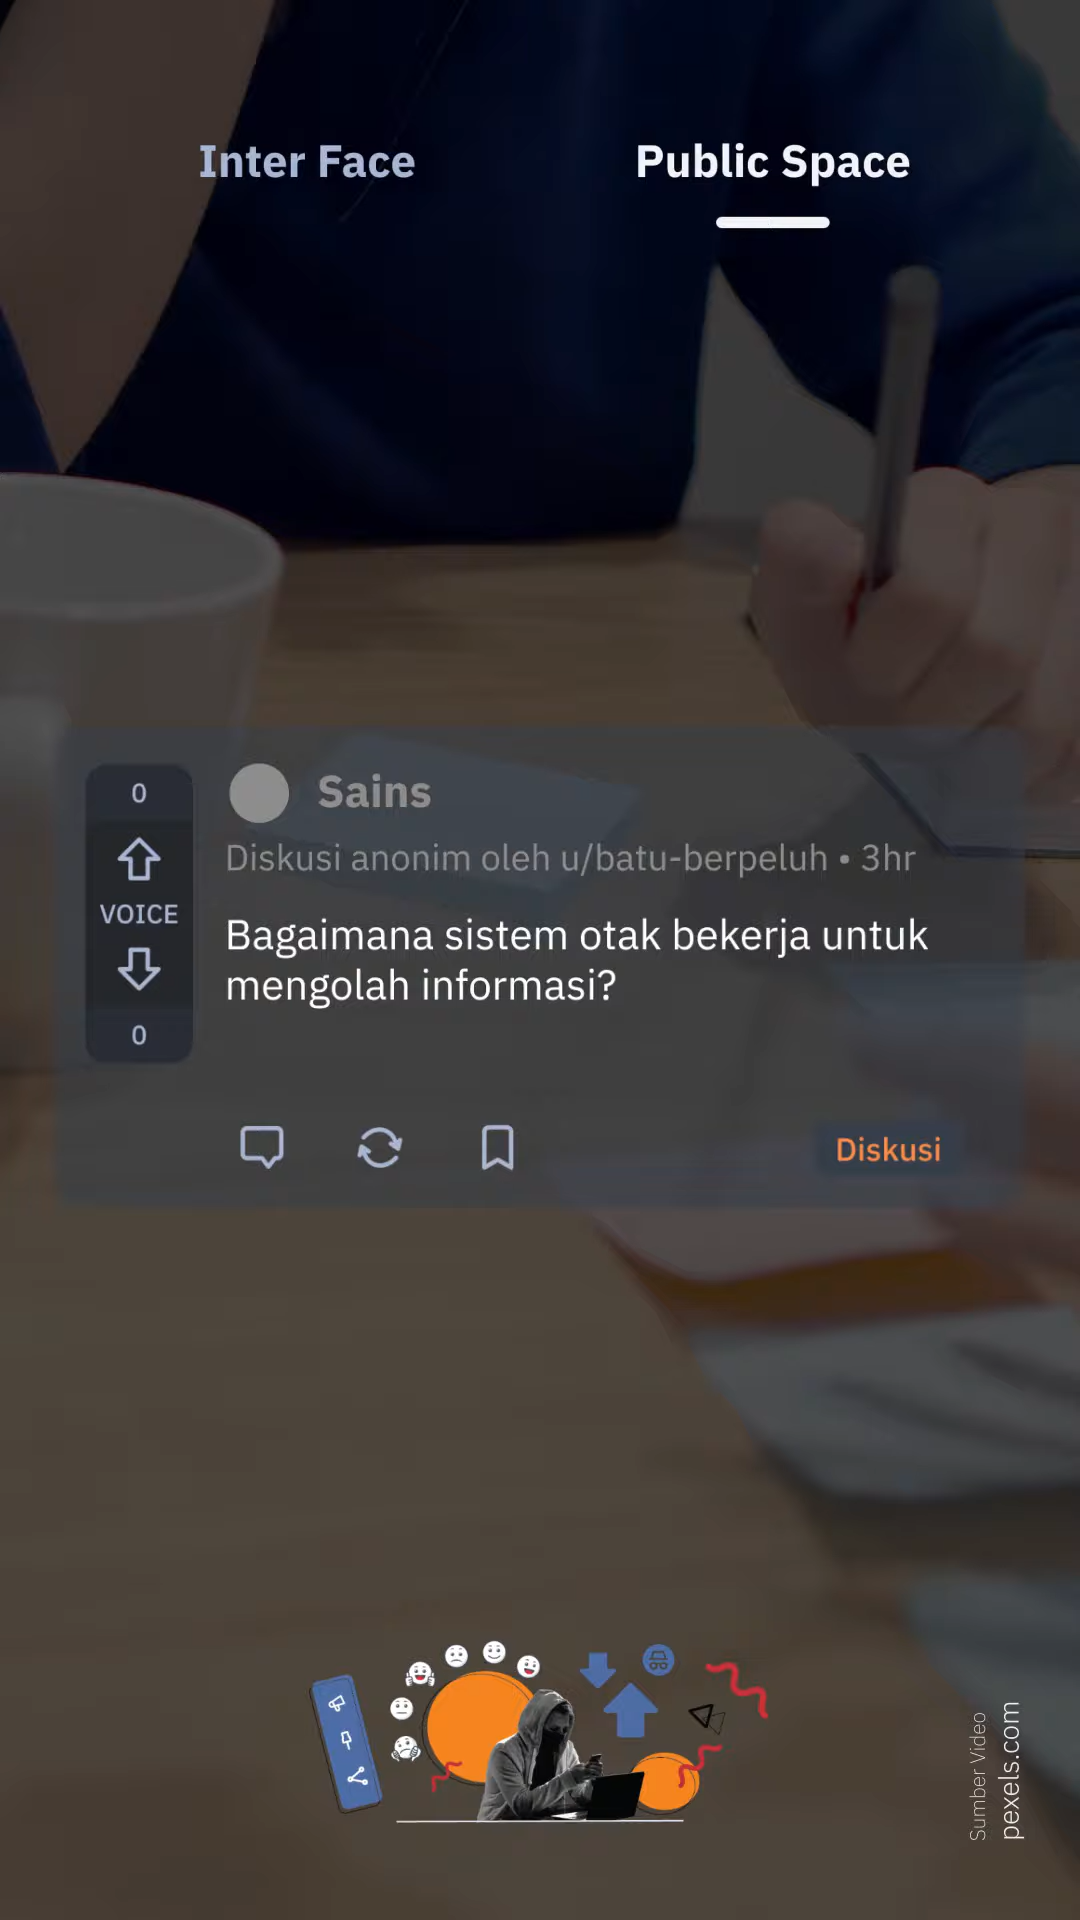 Inter Face
Public Space
0
VOICE
0
Sains
Diskusi anonim oleh u/batu-berpeluh • 3hr
Bagaimana sistem otak bekerja untuk
mengolah informasi?
Diskusi
Sumber Video
pexels.com